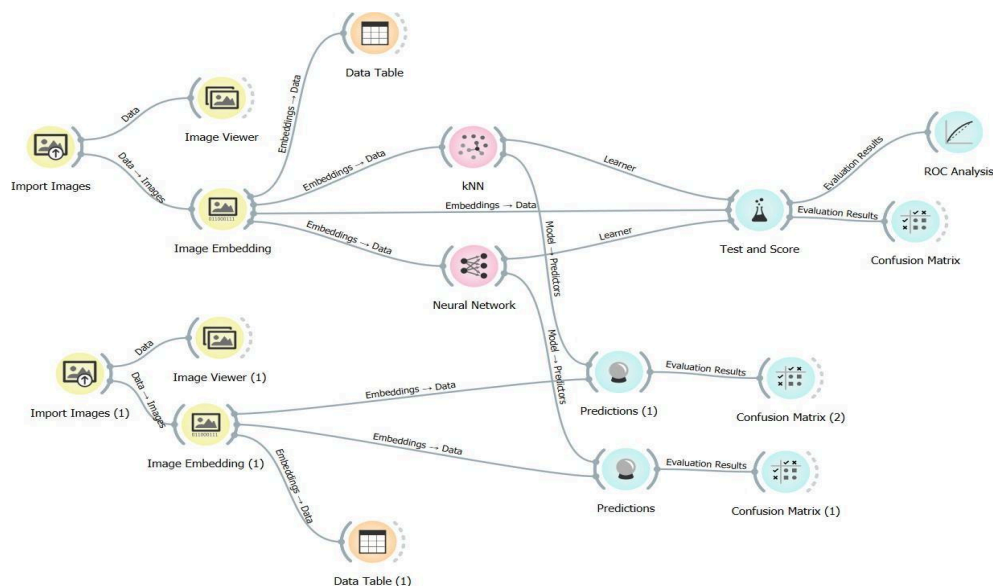 Data Table
Embeddings → Data
Data
Image Viewer
Import Images
Data → Images
Image Embedding
011000111
Embeddings → Data
kNN
Learner
Embeddings → Data
Embeddings → Data
Neural Network
Learner
Test and Score
Evaluation Results
ROC Analysis
Evaluation Results
Confusion Matrix
Model → Predictors
Model → Predictors
Data
Image Viewer (1)
Import Images (1)
Data → Images
Image Embedding (1)
011000111
Embeddings → Data
Predictions (1)
Evaluation Results
Confusion Matrix (2)
Embeddings → Data
Predictions
Evaluation Results
Confusion Matrix (1)
Embeddings → Data
Data Table (1)